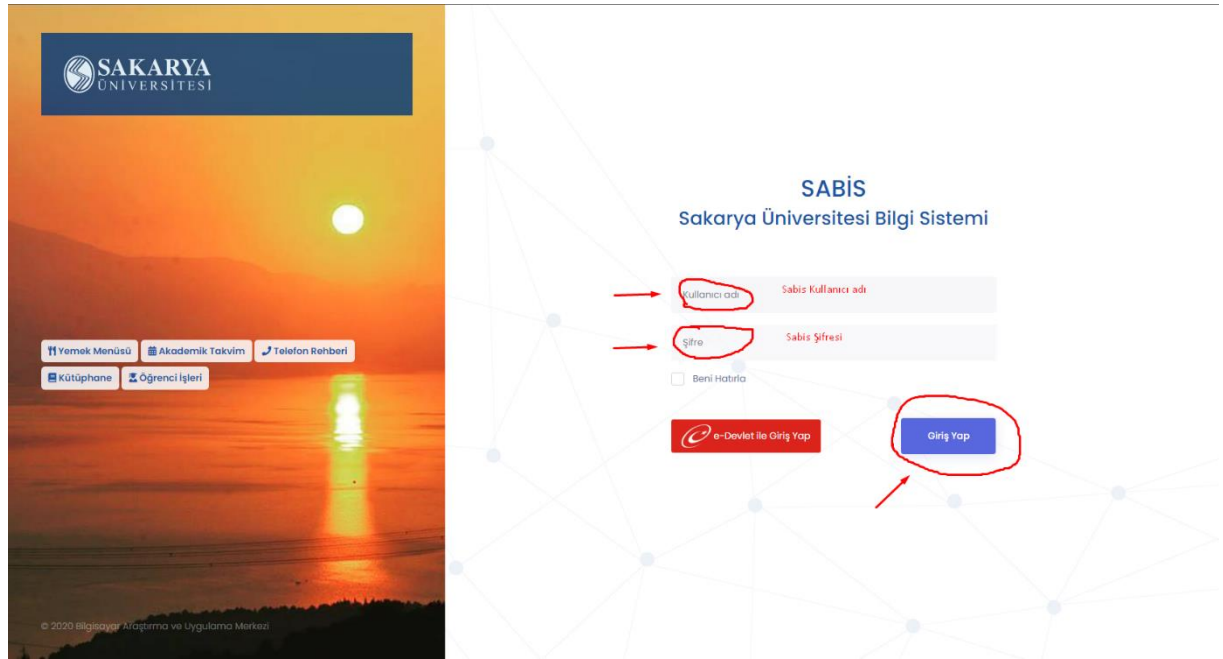 SAKARYA
ÜNİVERSİTESİ
Yemek Menüsü
Akademik Takvim
Telefon Rehberi
Kütüphane
Öğrenci İşleri
© 2020 Bilgisayar Araştırma ve Uygulama Merkezi
SABİS
Sakarya Üniversitesi Bilgi Sistemi
Kullanıcı adı Sabis Kullanıcı adı
Şifre Sabis Şifresi
Beni Hatırla
e-Devlet ile Giriş Yap
Giriş Yap